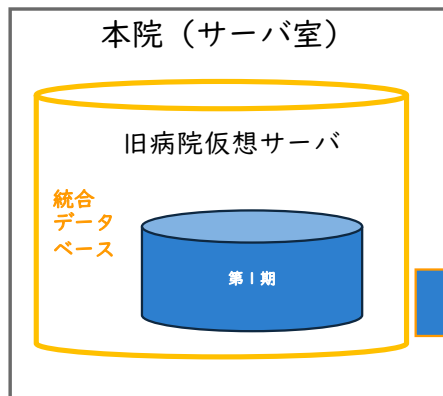 本院（サーバ室）
旧病院仮想サーバ
統合
データ
ベース
第Ⅰ期